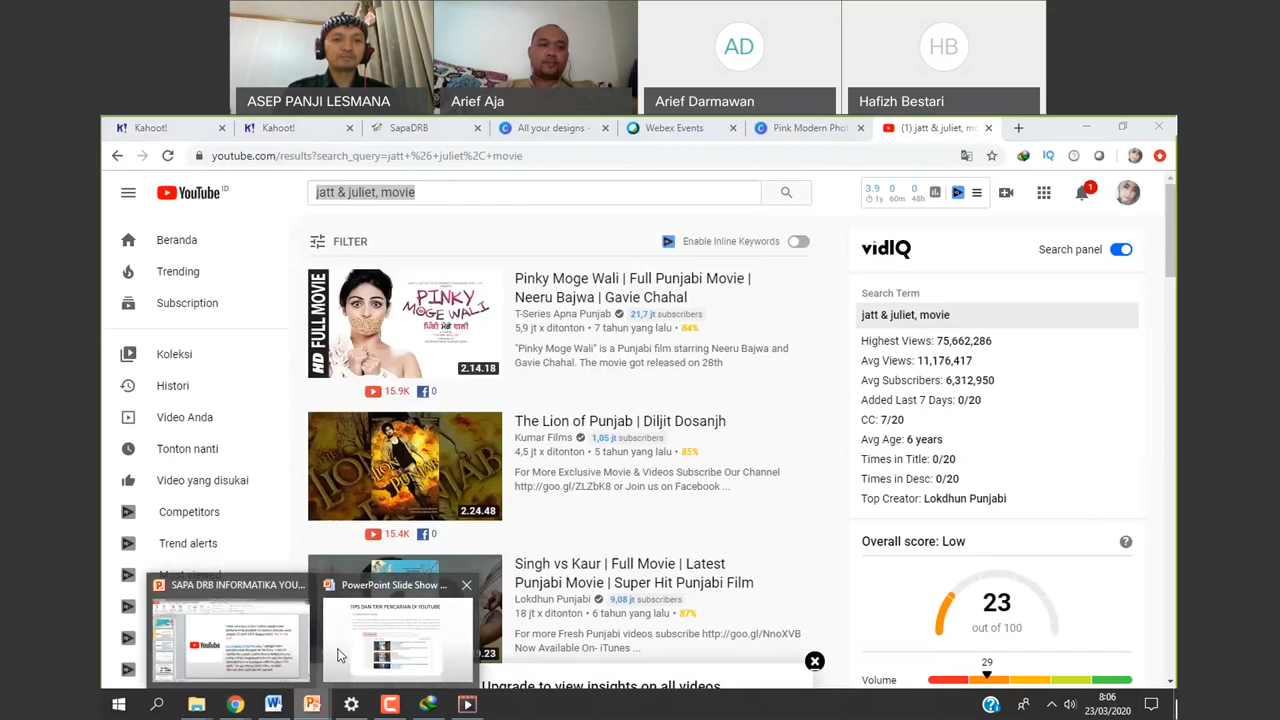 AD
HB
ASEP PANJI LESMANA
Arief Aja
Arief Darmawan
Hafizh Bestari
Kahoot!
Kahoot!
SapaDRB
All your designs -
Webex Events
Pink Modern Phot
(1) jatt & juliet, m
youtube.com/results?search_query=jatt+%26+juliet%2C+movie
YouTube ID
jatt & juliet, movie
3.9 0 0
1y 60m 48h
1
FILTER
Enable Inline Keywords
vidIQ
Search panel
Beranda
Trending
Subscription
Koleksi
Histori
Video Anda
Tonton nanti
Video yang disukai
Competitors
Trend alerts
HD FULL MOVIE
PINKY
MOGE WALI
2.14.18
Pinky Moge Wali | Full Punjabi Movie |
Neeru Bajwa | Gavie Chahal
T-Series Apna Punjab 21,7 jt subscribers
5,9 jt x ditonton • 7 tahun yang lalu • 84%
"Pinky Moge Wali" is a Punjabi film starring Neeru Bajwa and
Gavie Chahal. The movie got released on 28th
15.9K 0
2.24.48
The Lion of Punjab | Diljit Dosanjh
Kumar Films 1,05 jt subscribers
4,5 jt x ditonton • 5 tahun yang lalu • 85%
For More Exclusive Movie & Videos Subscribe Our Channel
http://goo.gl/ZLZbK8 or Join us on Facebook ...
15.4K 0
Singh vs Kaur | Full Movie | Latest
Punjabi Movie | Super Hit Punjabi Film
Lokdhun Punjabi 9,08 jt subscribers
18 jt x ditonton • 6 tahun yang lalu • 87%
For more Fresh Punjabi videos subscribe http://goo.gl/NnoXVB
Now Available On- iTunes ...
Upgrade to view insights on all videos
Search Term
jatt & juliet, movie
Highest Views: 75,662,286
Avg Views: 11,176,417
Avg Subscribers: 6,312,950
Added Last 7 Days: 0/20
CC: 7/20
Avg Age: 6 years
Times in Title: 0/20
Times in Desc: 0/20
Top Creator: Lokdhun Punjabi
Overall score: Low
23
out of 100
29
Volume
SAPA DRB INFORMATIKA YOU...
PowerPoint Slide Show ...
TIPS DAN TRIK PENCARIAN DI YOUTUBE
YouTube
8:06
23/03/2020